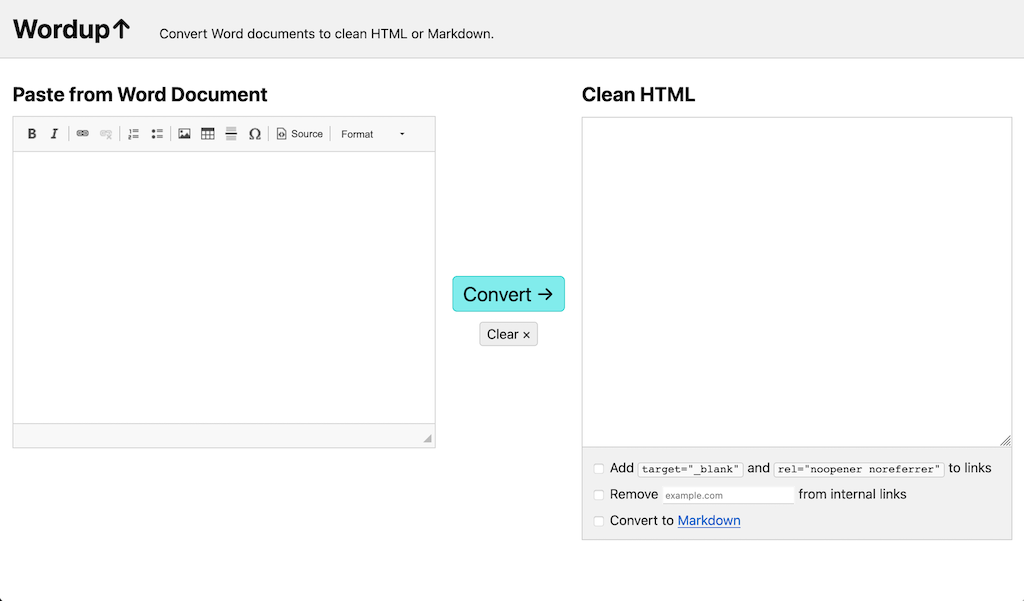 Wordup↑
Convert Word documents to clean HTML or Markdown.
Paste from Word Document
B I Ω Source Format
Convert →
Clear ×
Clean HTML
Add target="_blank" and rel="noopener noreferrer" to links
Remove example.com from internal links
Convert to Markdown